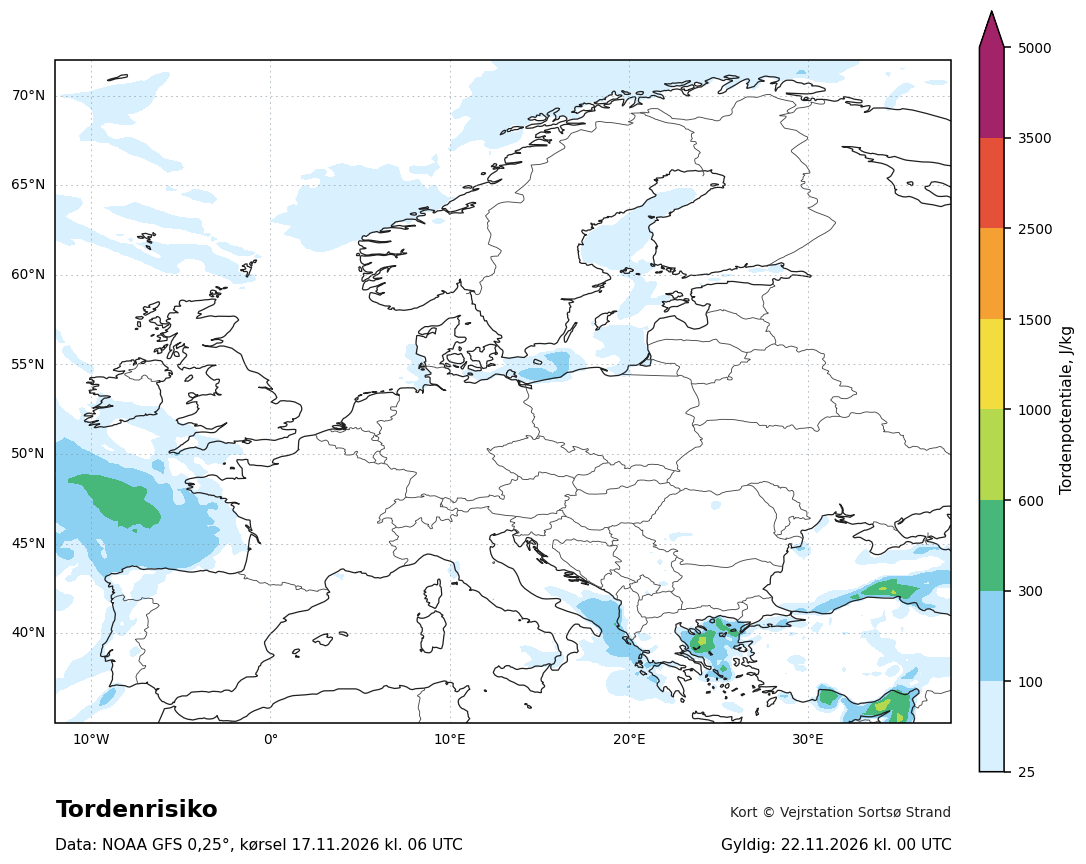 70°N
65°N
60°N
55°N
50°N
45°N
40°N
10°W
0°
10°E
20°E
30°E
5000
3500
2500
1500
1000
600
300
100
25
Tordenpotentiale, J/kg
Tordenrisiko
Kort © Vejrstation Sortsø Strand
Data: NOAA GFS 0,25°, kørsel 17.11.2026 kl. 06 UTC
Gyldig: 22.11.2026 kl. 00 UTC